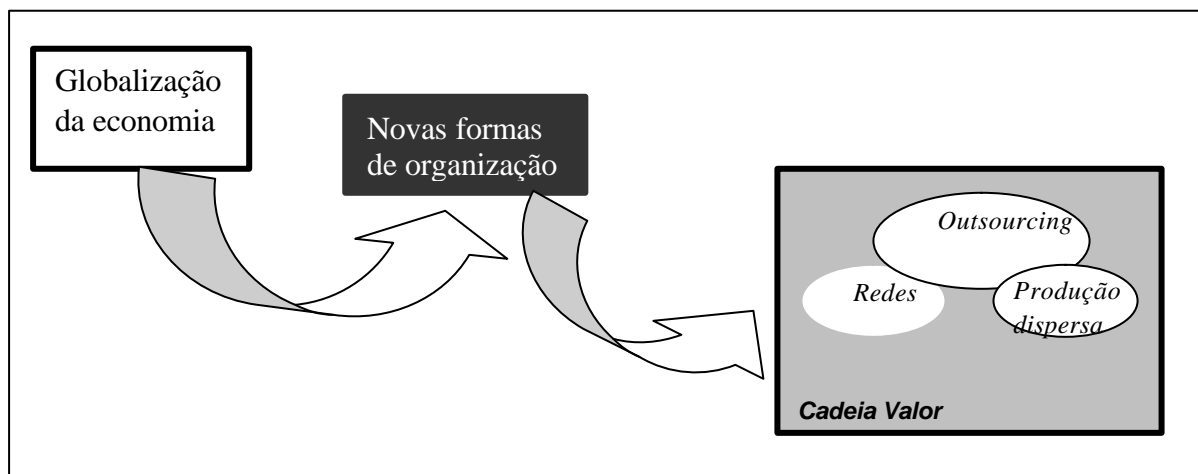 Globalização
da economia
Novas formas
de organização
Outsourcing
Redes
Produção
dispersa
Cadeia Valor